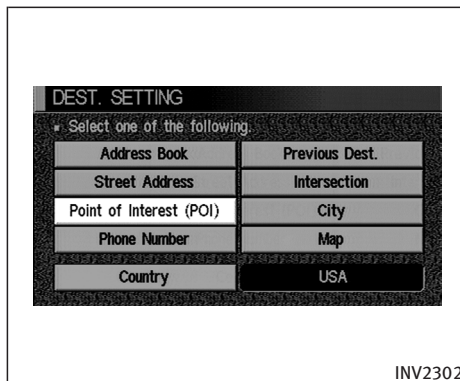 DEST. SETTING
Select one of the following.
Address Book Previous Dest.
Street Address Intersection
Point of Interest (POI) City
Phone Number Map
Country USA
INV2302